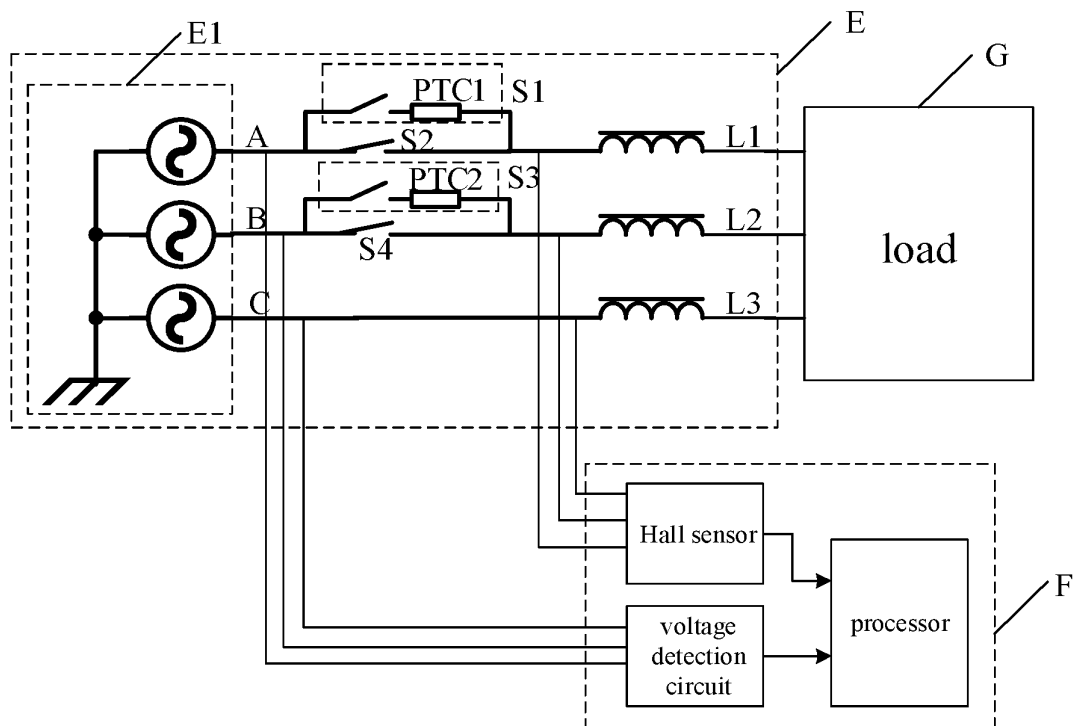 E1
E
G
PTC1
S1
A
S2
L1
PTC2
S3
B
S4
L2
load
C
L3
Hall sensor
F
processor
voltage
detection
circuit